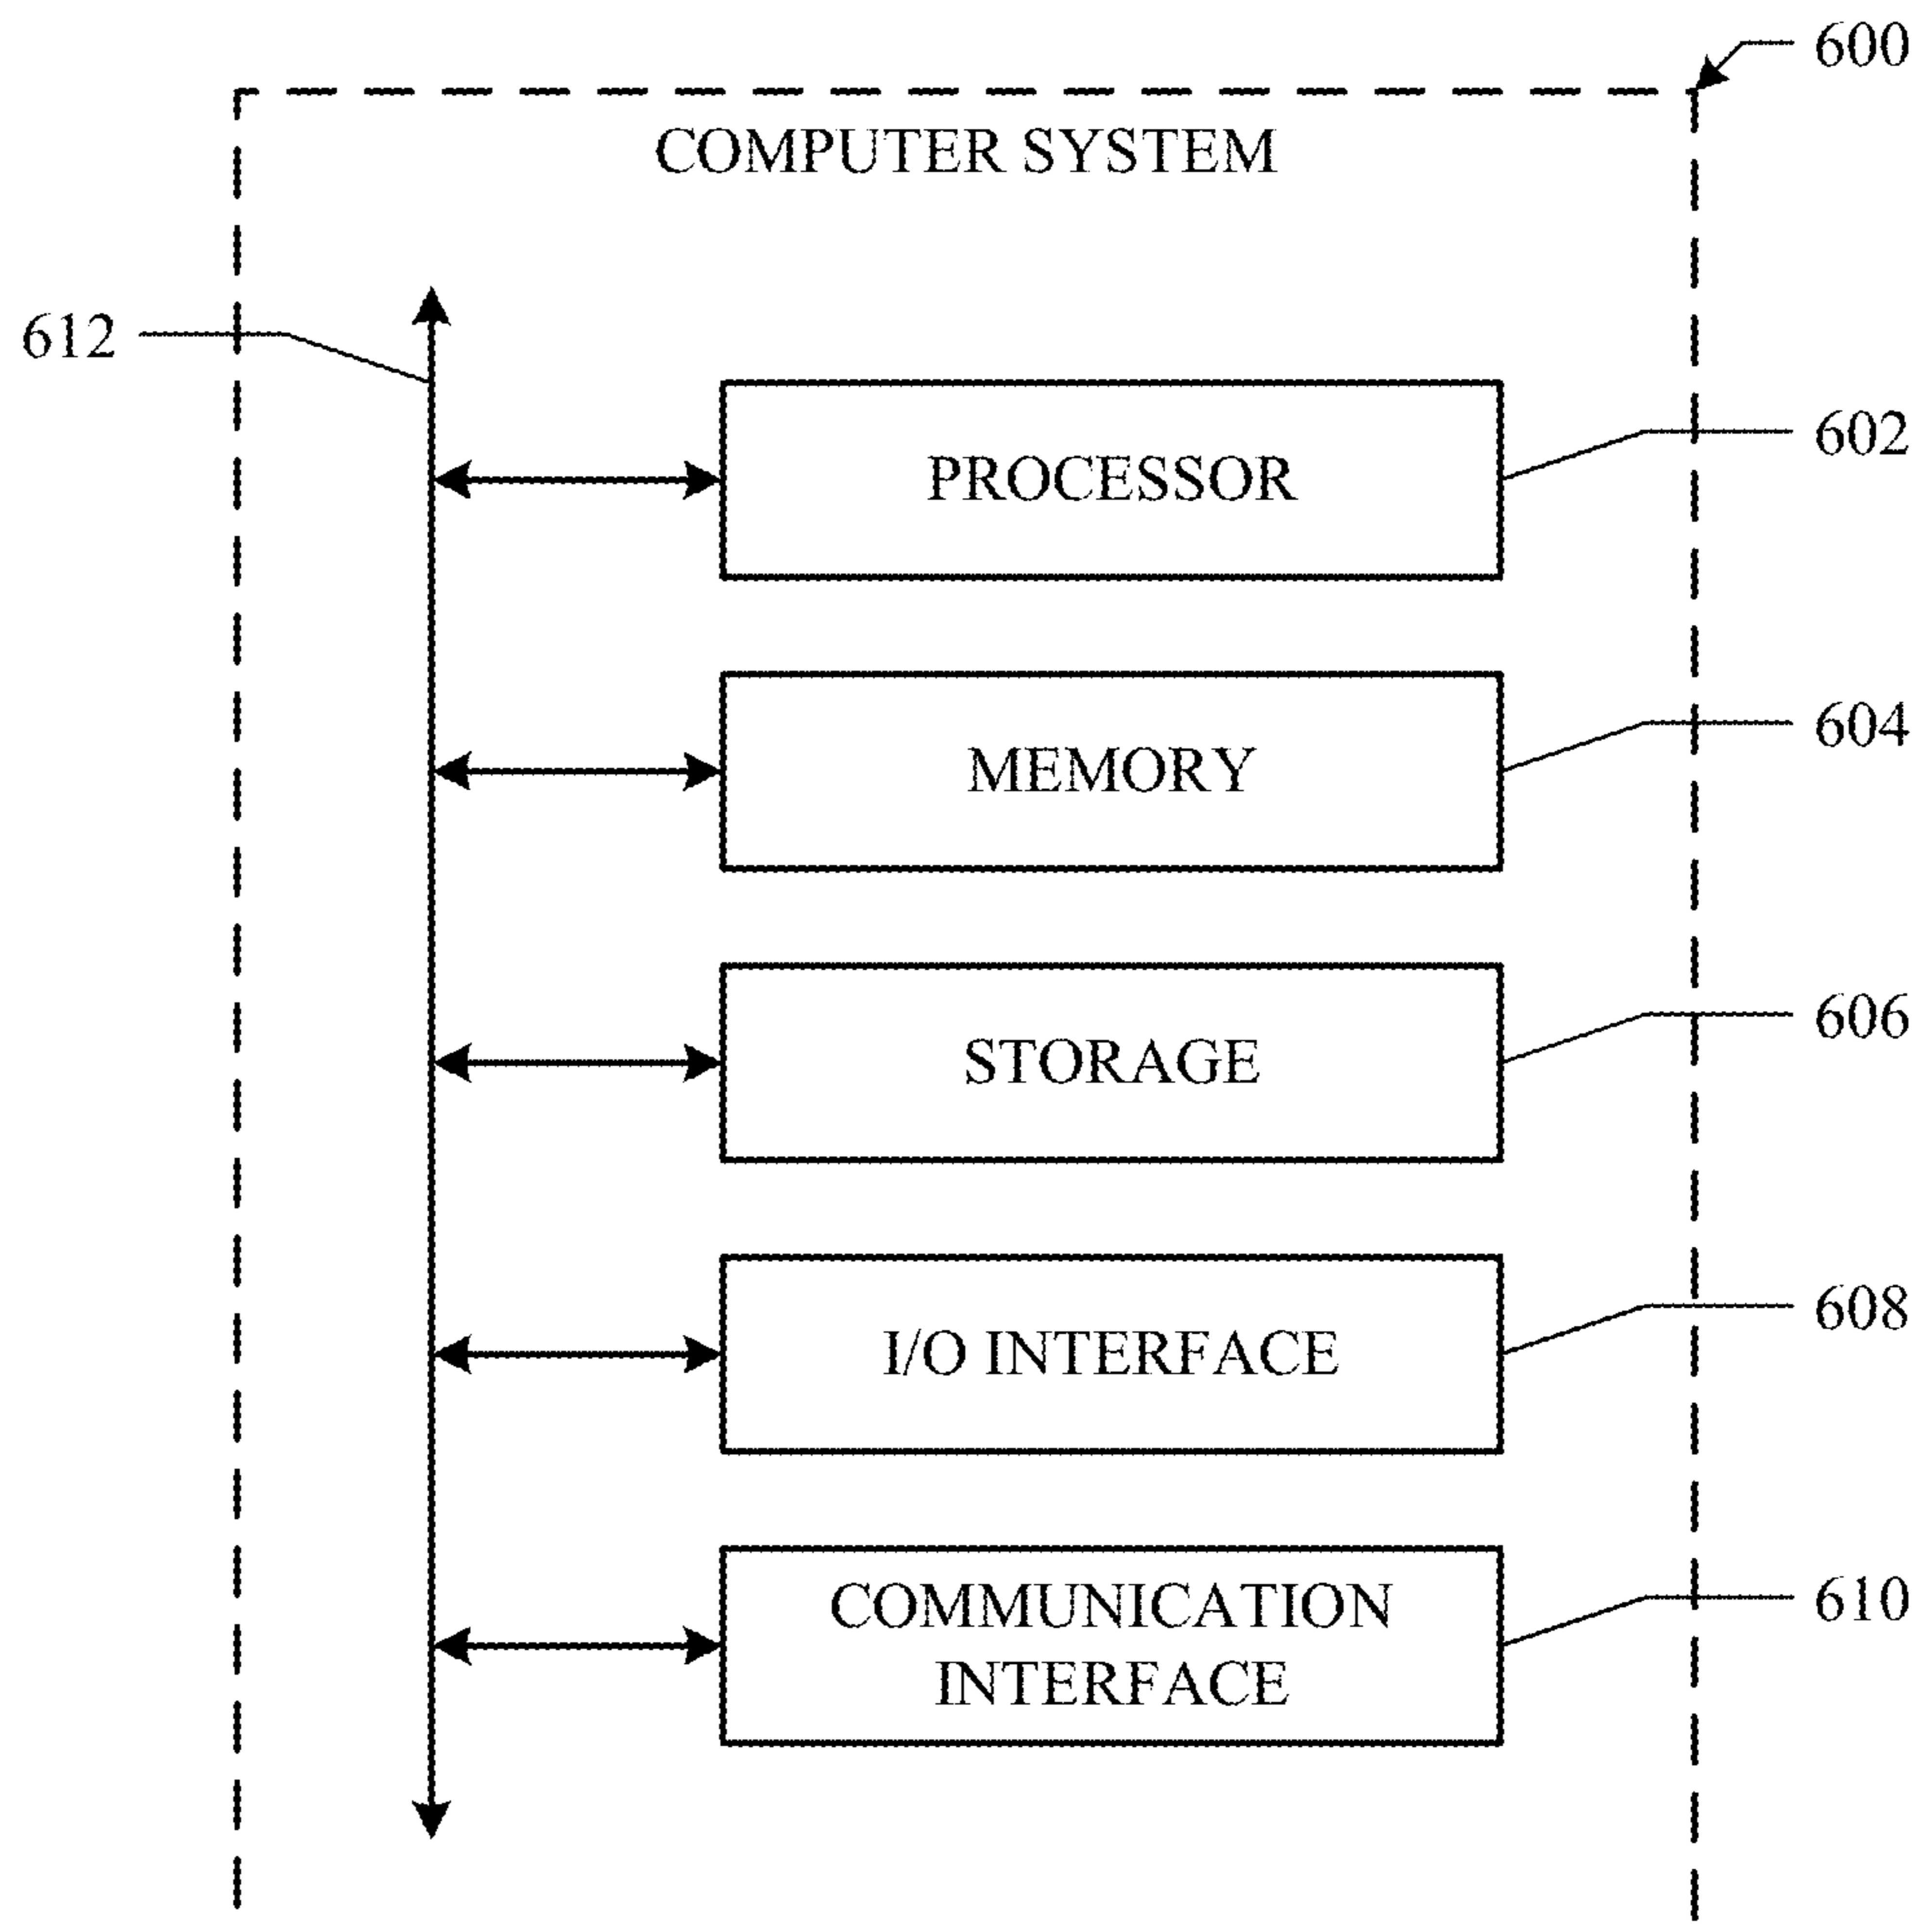 600
COMPUTER SYSTEM
612
PROCESSOR
602
MEMORY
604
STORAGE
606
I/O INTERFACE
608
COMMUNICATION
INTERFACE
610